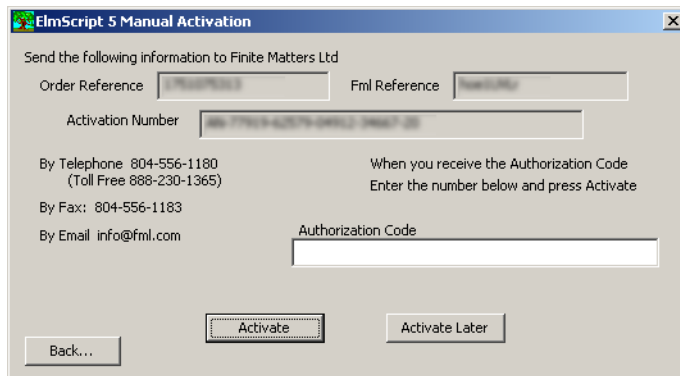 ElmScript 5 Manual Activation
Send the following information to Finite Matters Ltd
Order Reference
Fml Reference
Activation Number
By Telephone 804-556-1180
(Toll Free 888-230-1365)
By Fax: 804-556-1183
By Email info@fml.com
When you receive the Authorization Code
Enter the number below and press Activate
Authorization Code
Activate
Activate Later
Back...